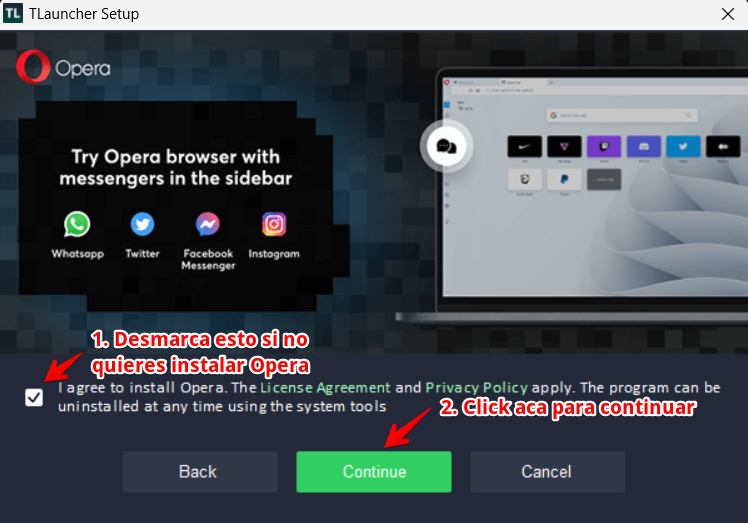 TL TLauncher Setup
Opera
Try Opera browser with
messengers in the sidebar
Whatsapp Twitter Facebook Messenger Instagram
1. Desmarca esto si no
quieres instalar Opera
I agree to install Opera. The License Agreement and Privacy Policy apply. The program can be
uninstalled at any time using the system tools
2. Click aca para continuar
Back Continue Cancel